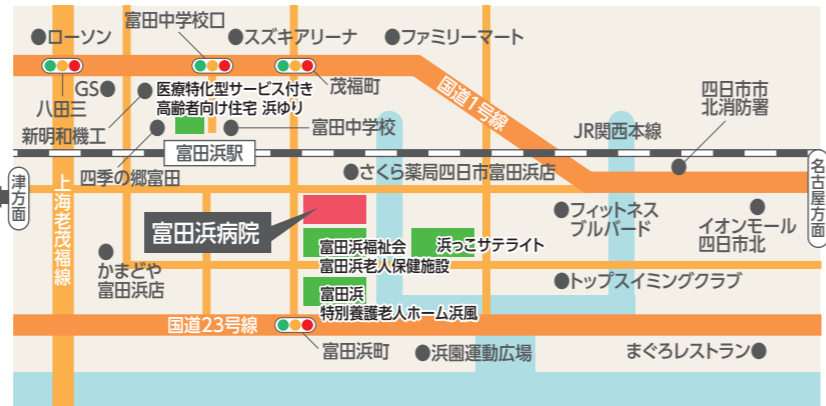 富田中学校口
●ローソン
●スズキアリーナ
●ファミリーマート
GS●
八田三
医療特化型サービス付き
高齢者向け住宅 浜ゆり
茂福町
国道1号線
四日市市
北消防署
新明和機工
富田中学校
JR関西本線
富田浜駅
四季の郷富田
●さくら薬局四日市富田浜店
津方面
名古屋方面
上海老茂福線
富田浜病院
●フィットネス
ブルバード
イオンモール
四日市北
富田浜福祉会
富田浜老人保健施設
浜っこサテライト
かまどや
富田浜店
●トップスイミングクラブ
富田浜
特別養護老人ホーム浜風
国道23号線
富田浜町
●浜園運動広場
まぐろレストラン●